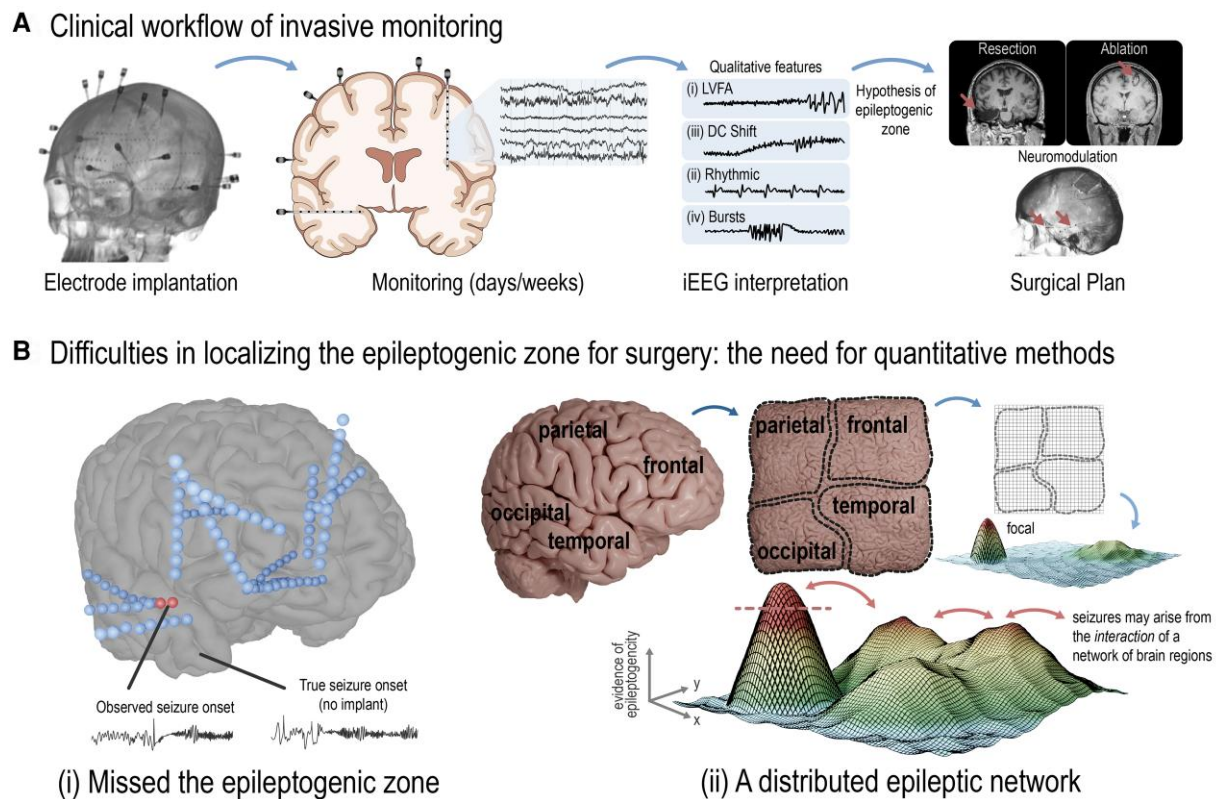 A Clinical workflow of invasive monitoring
Qualitative features
(i) LVFA
(iii) DC Shift
(ii) Rhythmic
(iv) Bursts
Hypothesis of
epileptogenic
zone
Resection
Ablation
Neuromodulation
Electrode implantation
Monitoring (days/weeks)
iEEG interpretation
Surgical Plan
B Difficulties in localizing the epileptogenic zone for surgery: the need for quantitative methods
Observed seizure onset
True seizure onset
(no implant)
(i) Missed the epileptogenic zone
parietal
frontal
occipital
temporal
parietal
frontal
temporal
occipital
focal
evidence of
epileptogencity
y
x
seizures may arise from
the interaction of a
network of brain regions
(ii) A distributed epileptic network